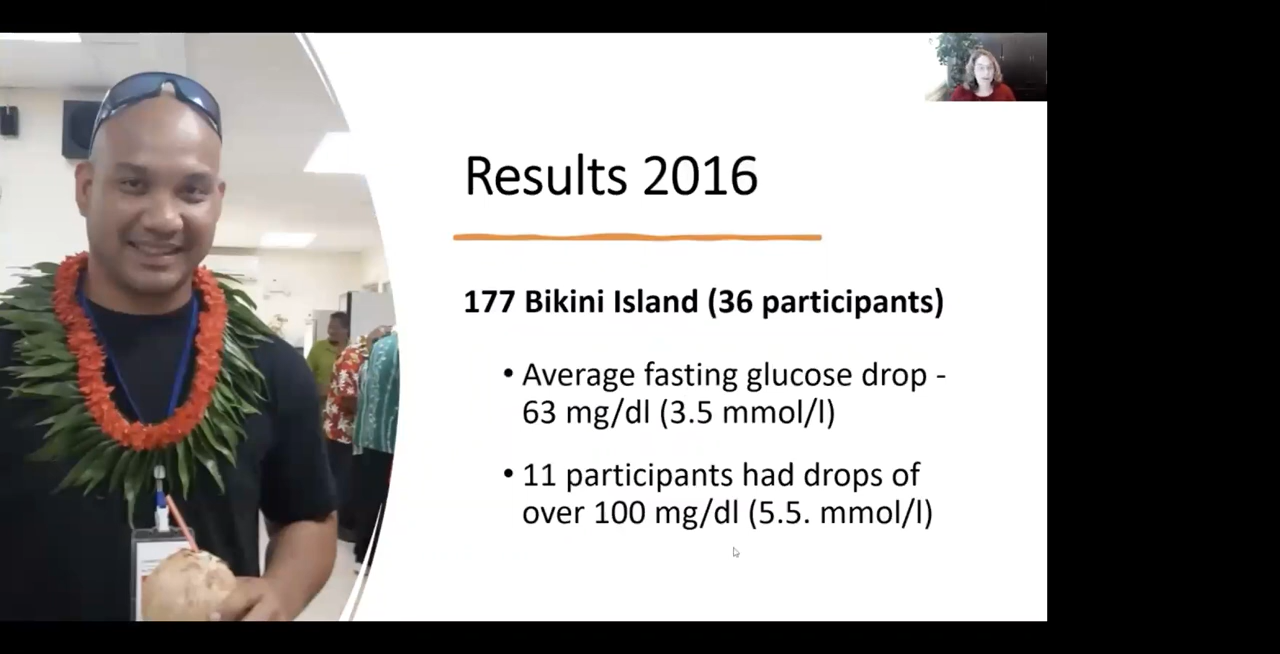 Results 2016
177 Bikini Island (36 participants)
• Average fasting glucose drop -
63 mg/dl (3.5 mmol/l)
• 11 participants had drops of
over 100 mg/dl (5.5. mmol/l)